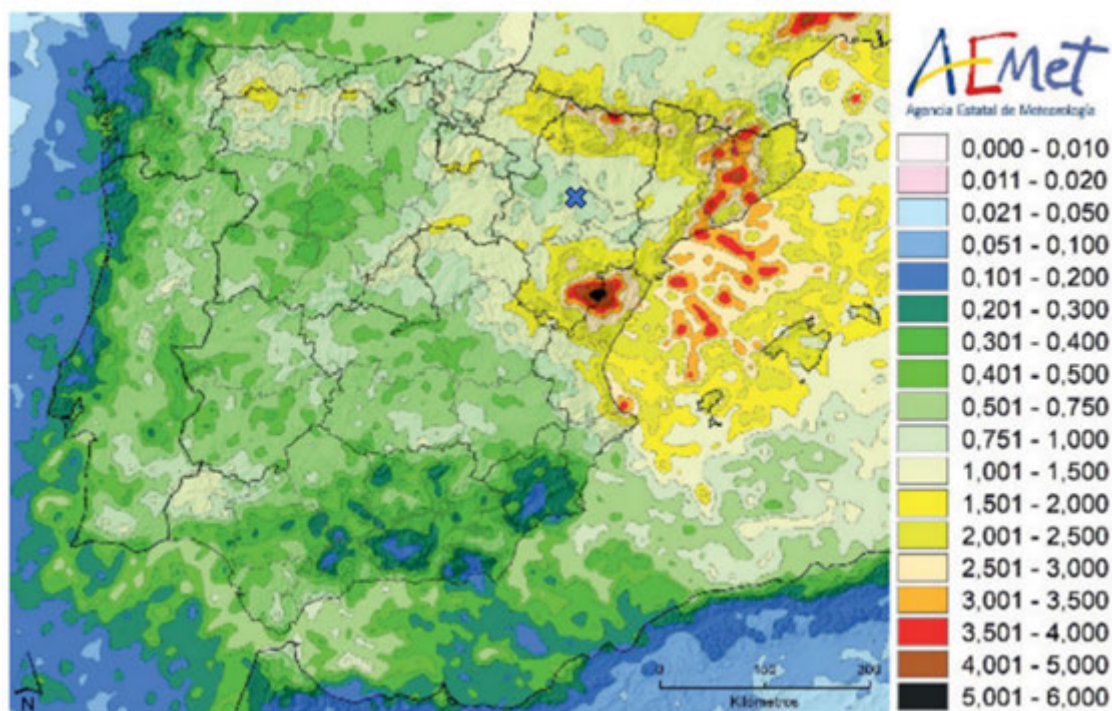 AEMet
Agencia Estatal de Meteorología
0,000 - 0,010
0.011 - 0.020
0,021 - 0,050
0,051 - 0,100
0,101 - 0,200
0,201 - 0,300
0,301 - 0,400
0,401 - 0,500
0,501 - 0,750
0,751 - 1,000
1,001 - 1,500
1,501 - 2,000
2,001 - 2,500
2,501 - 3,000
3,001 - 3,500
3,501 - 4,000
4,001 - 5,000
5,001 - 6,000
0 100 200
Kilómetros
N